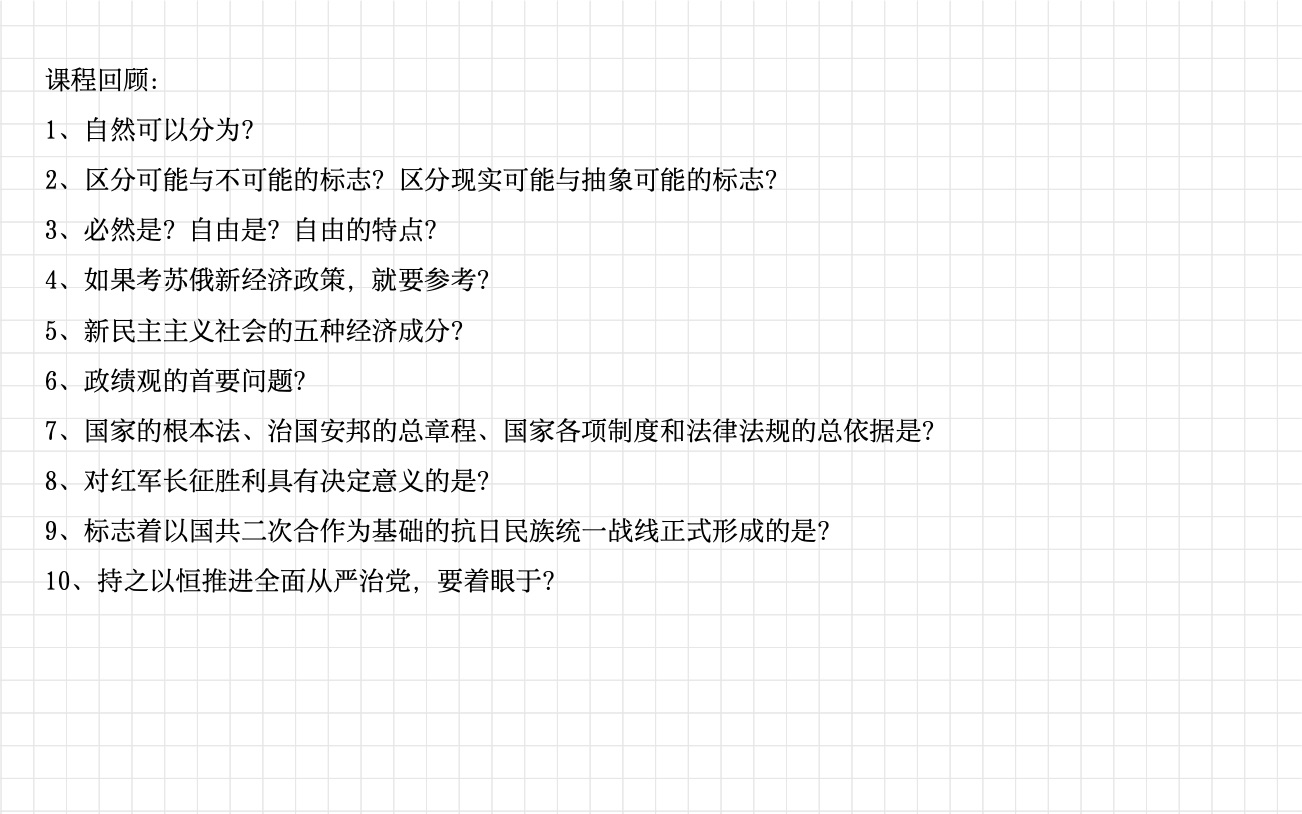 课程回顾：
1、自然可以分为？
2、区分可能与不可能的标志？区分现实可能与抽象可能的标志？
3、必然是？自由是？自由的特点？
4、如果考苏俄新经济政策，就要参考？
5、新民主主义社会的五种经济成分？
6、政绩观的首要问题？
7、国家的根本法、治国安邦的总章程、国家各项制度和法律法规的总依据是？
8、对红军长征胜利具有决定意义的是？
9、标志着以国共二次合作为基础的抗日民族统一战线正式形成的是？
10、持之以恒推进全面从严治党，要着眼于？